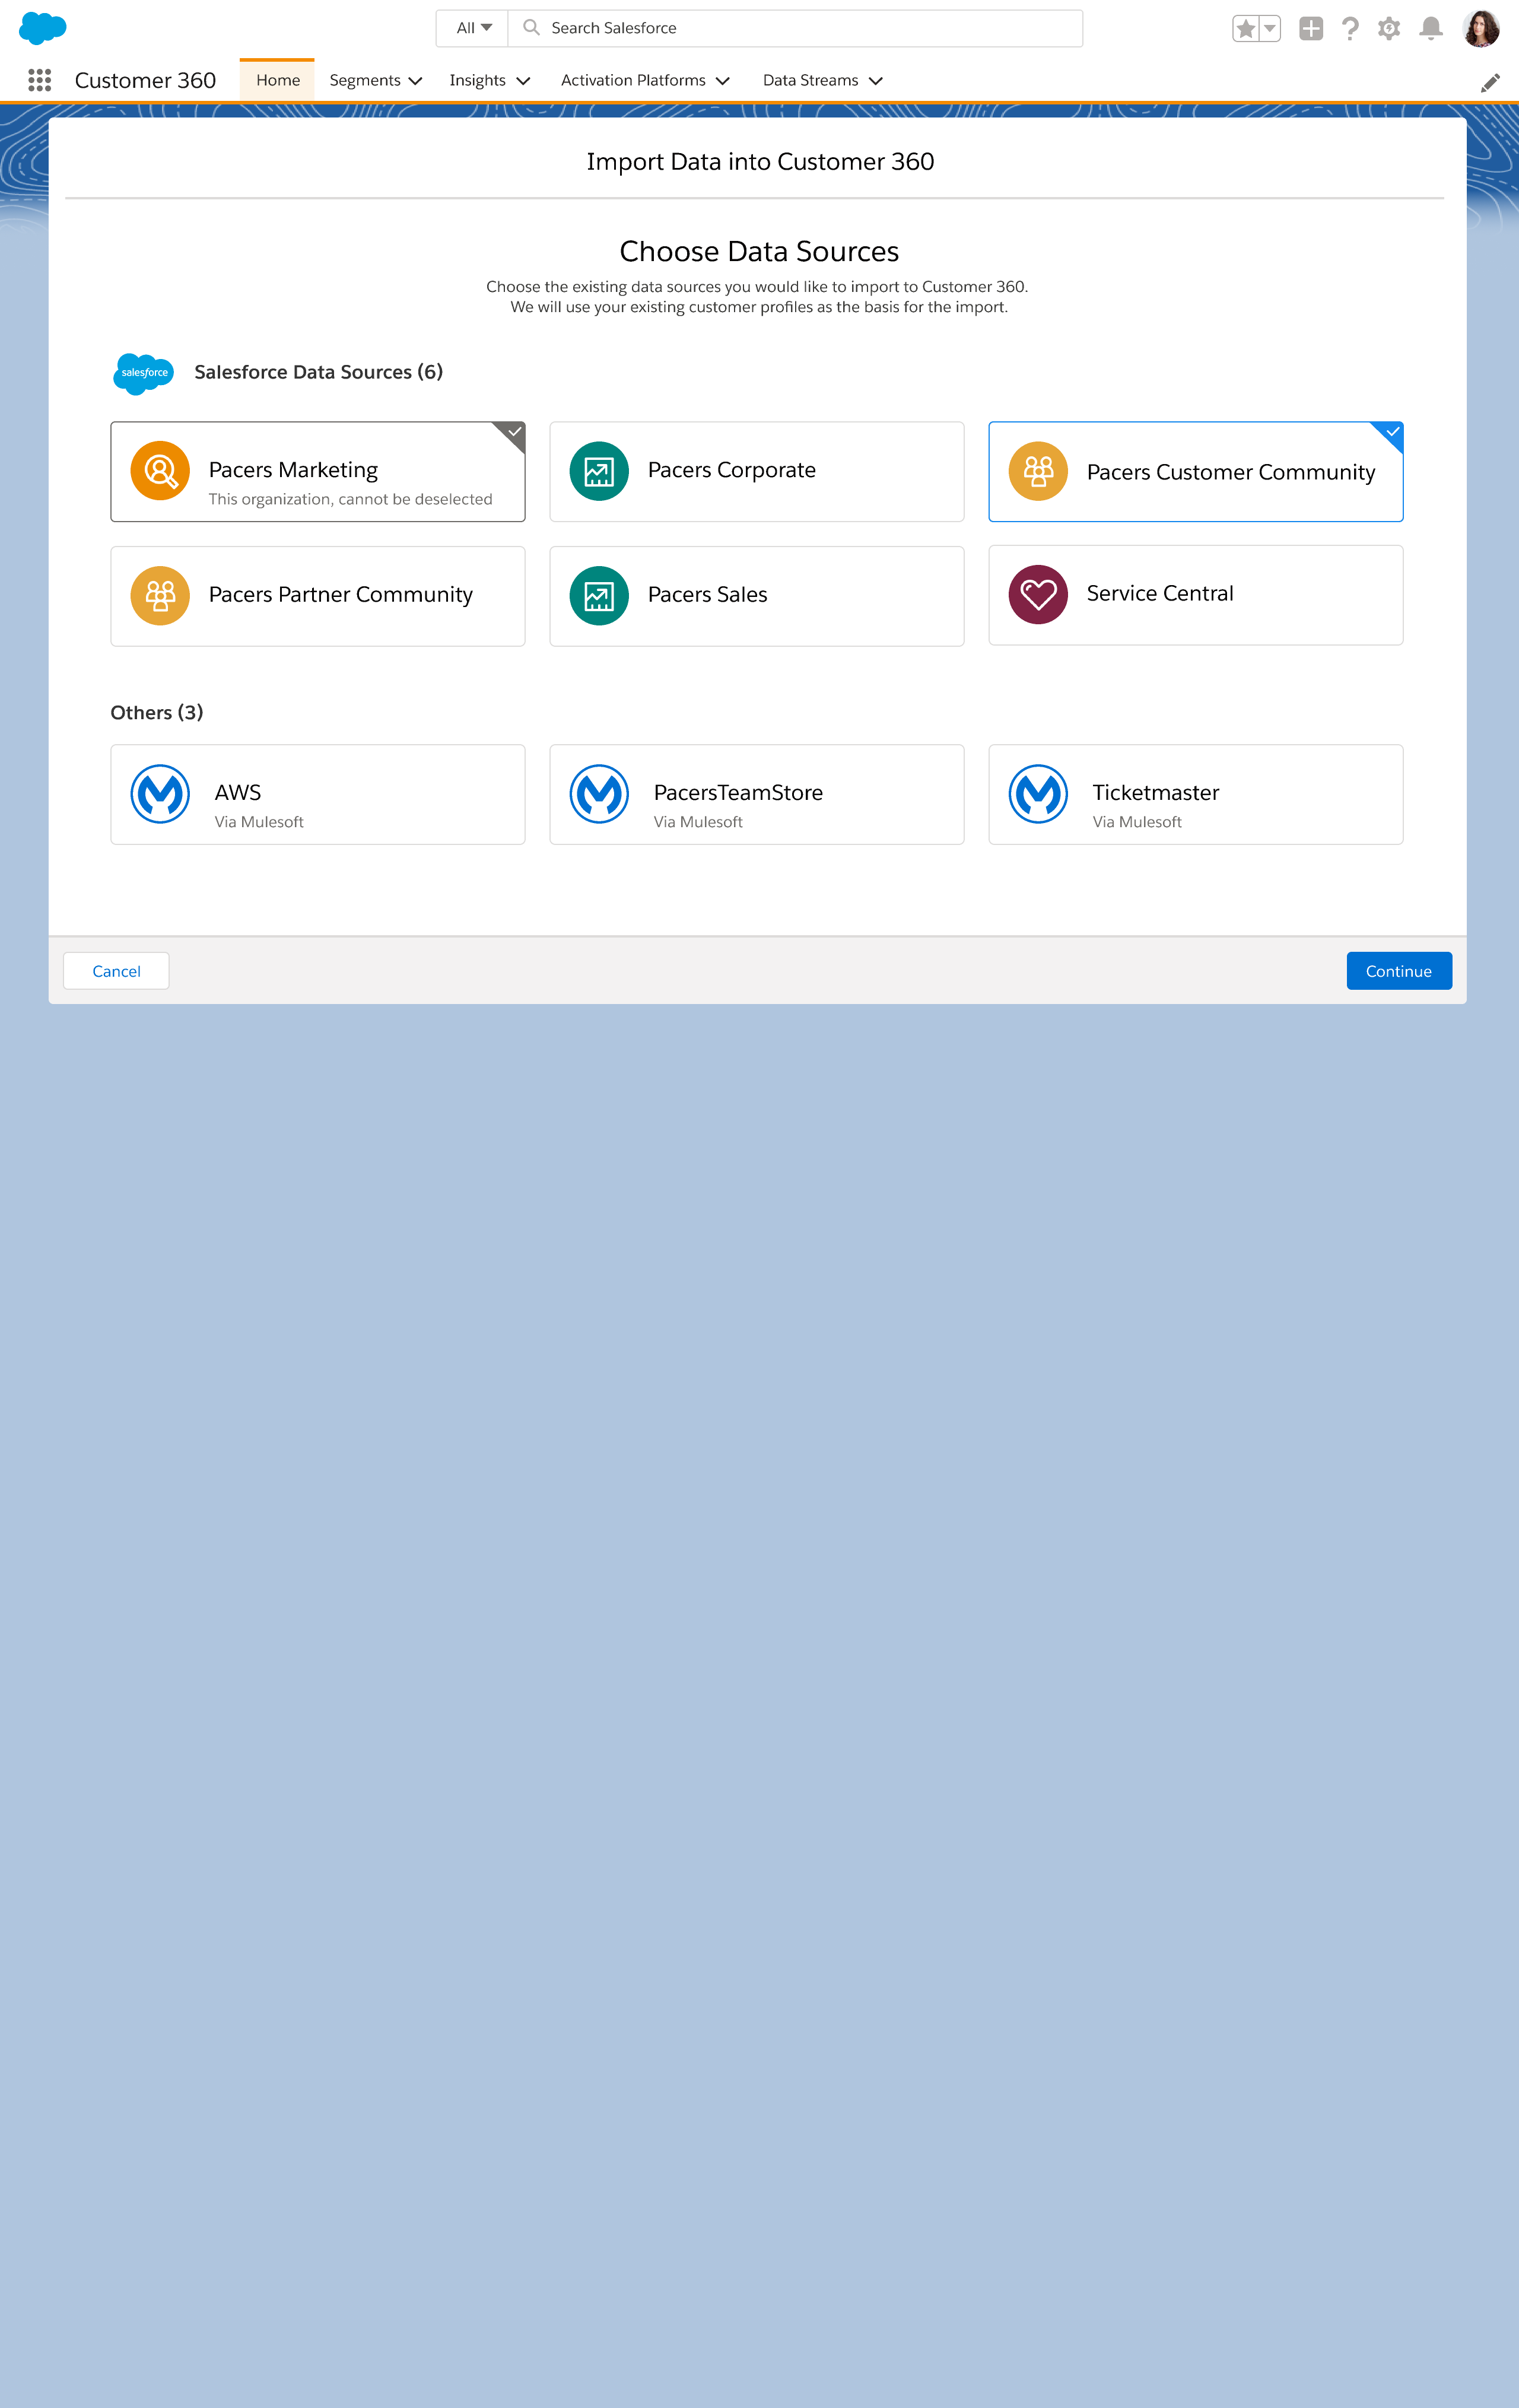 All
Search Salesforce
Customer 360
Home
Segments
Insights
Activation Platforms
Data Streams
Import Data into Customer 360
Choose Data Sources
Choose the existing data sources you would like to import to Customer 360.
We will use your existing customer profiles as the basis for the import.
salesforce
Salesforce Data Sources (6)
Pacers Marketing
This organization, cannot be deselected
Pacers Corporate
Pacers Customer Community
Pacers Partner Community
Pacers Sales
Service Central
Others (3)
AWS
Via Mulesoft
PacersTeamStore
Via Mulesoft
Ticketmaster
Via Mulesoft
Cancel
Continue